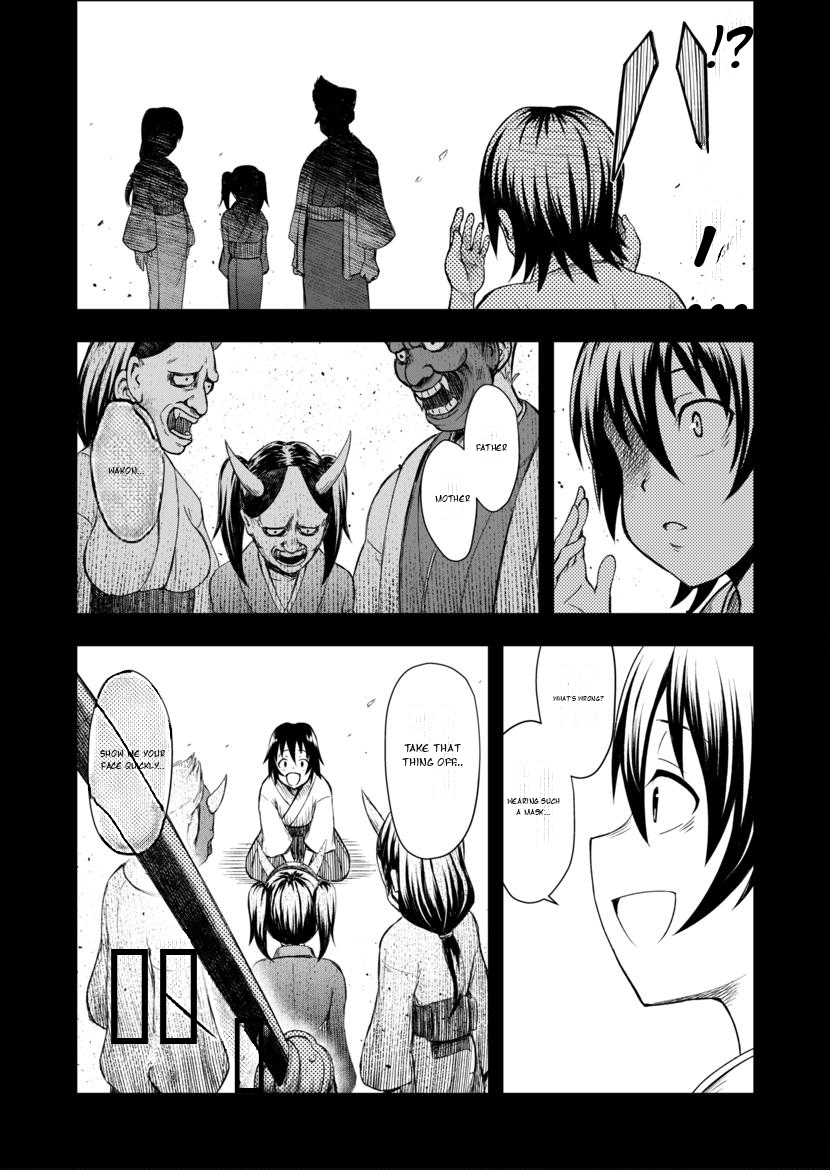 !?
!
...
FATHER
MOTHER
WAKON...
WHAT'S WRONG?
WEARING SUCH
A MASK...
TAKE THAT
THING OFF..
SHOW ME YOUR
FACE QUICKLY...